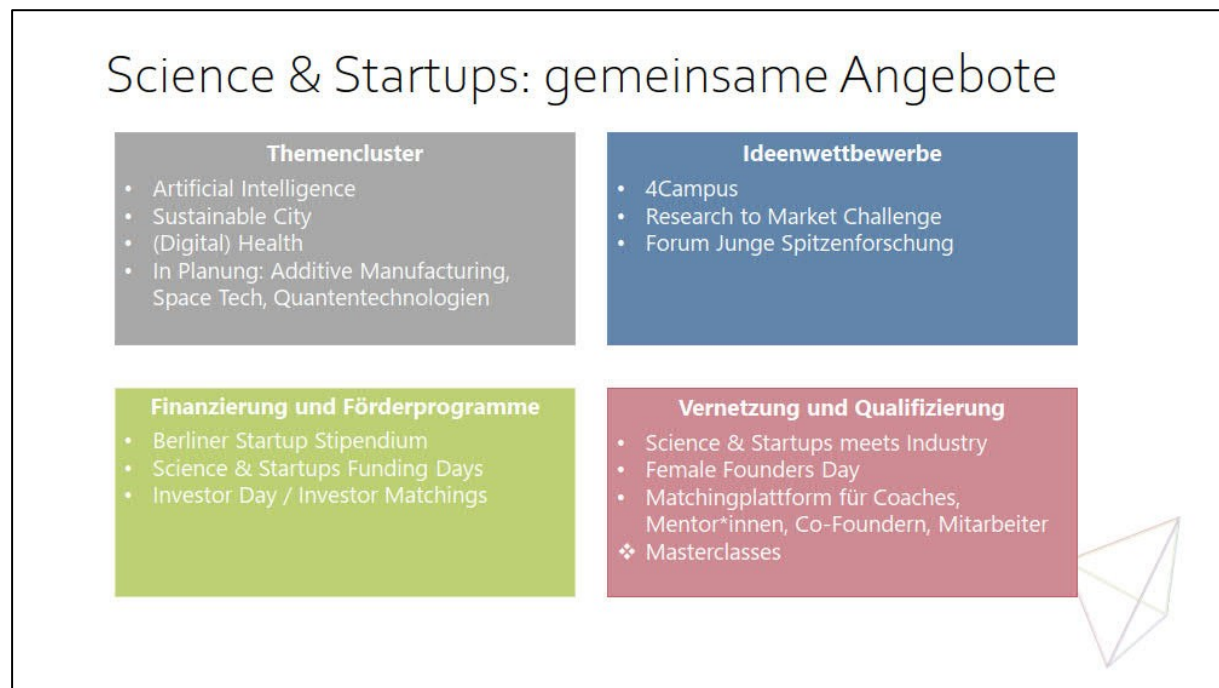 Science & Startups: gemeinsame Angebote
Themencluster
• Artificial Intelligence
• Sustainable City
• (Digital) Health
• In Planung: Additive Manufacturing,
Space Tech, Quantentechnologien
Ideenwettbewerbe
• 4Campus
• Research to Market Challenge
• Forum Junge Spitzenforschung
Finanzierung und Förderprogramme
• Berliner Startup Stipendium
• Science & Startups Funding Days
• Investor Day / Investor Matchings
Vernetzung und Qualifizierung
• Science & Startups meets Industry
• Female Founders Day
• Matchingplattform für Coaches,
Mentor*innen, Co-Foundern, Mitarbeiter
❖ Masterclasses